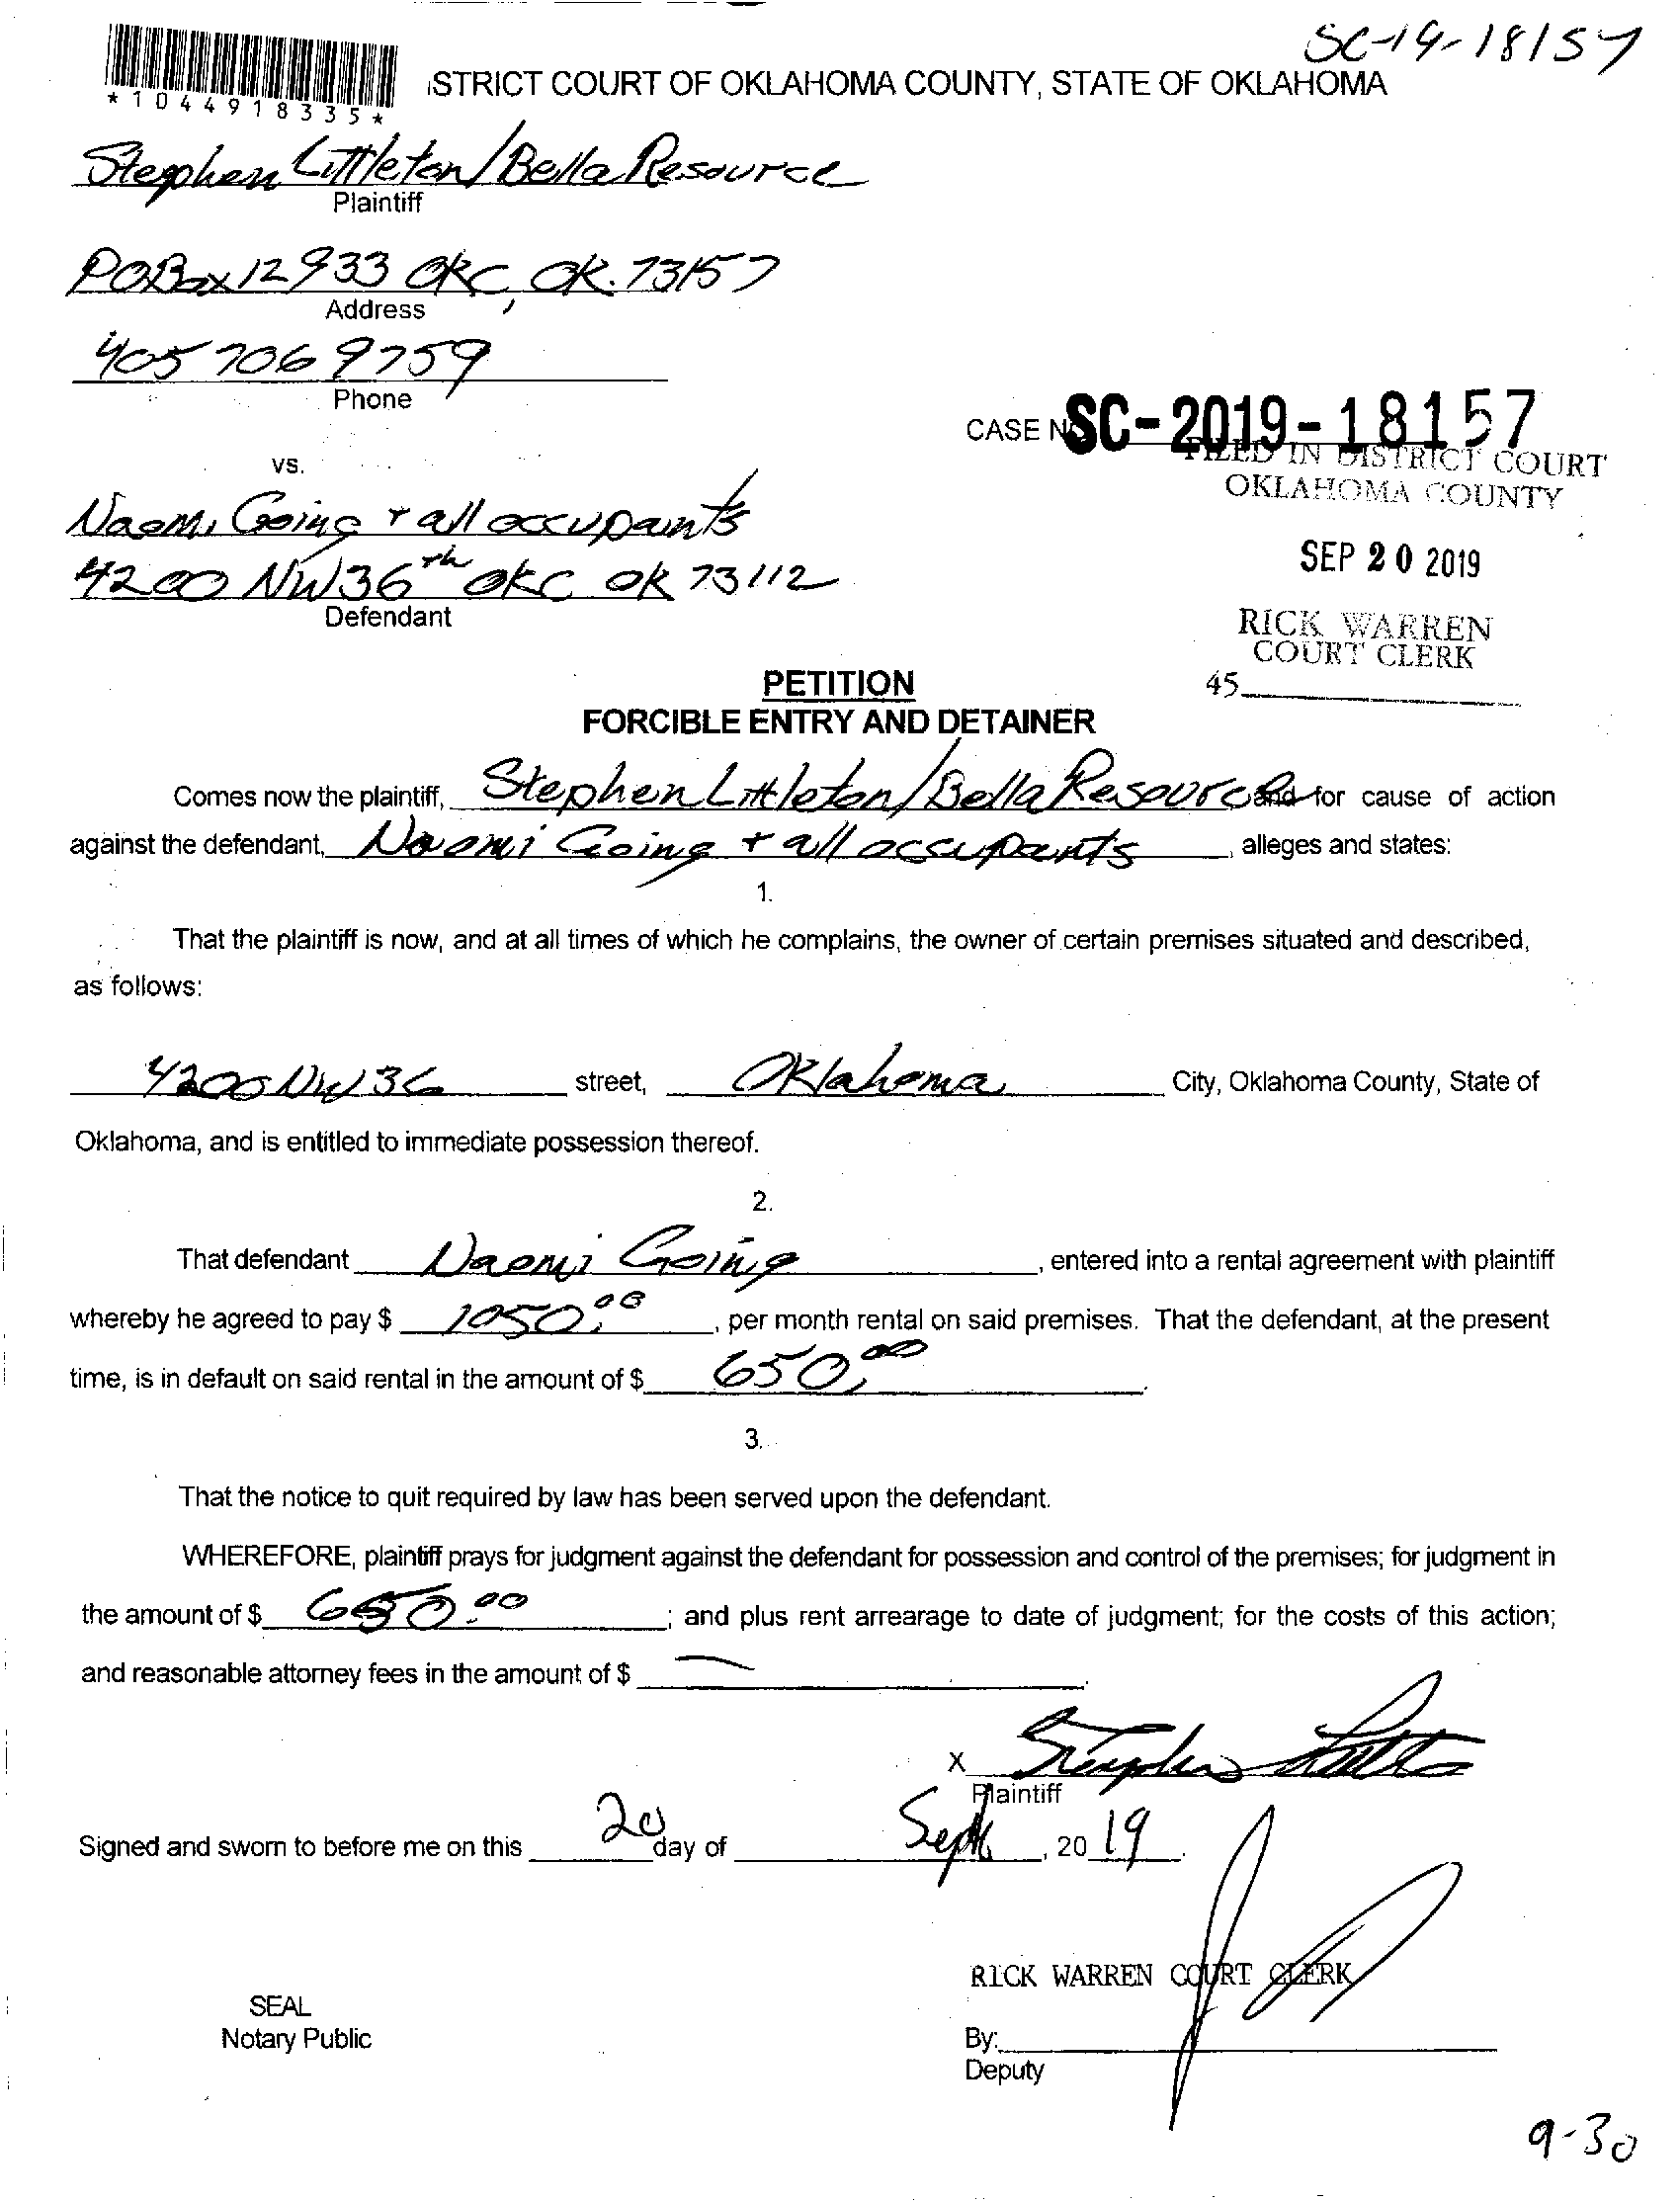 SC-19-18157
*1044918335*
STRICT COURT OF OKLAHOMA COUNTY, STATE OF OKLAHOMA
Stephen Littleton/Bella Resource
Plaintiff
PO Box 12933 OKC, OK. 73157
Address
405 706 9759
Phone
CASE NO SC-2019-18157
FILED IN DISTRICT COURT
OKLAHOMA COUNTY
vs.
Naomi Going + all occupants
4200 NW 36th OKC OK 73112
Defendant
SEP 20 2019
RICK WARREN
COURT CLERK
45
PETITION
FORCIBLE ENTRY AND DETAINER
Comes now the plaintiff, Stephen Littleton/Bella Resource and for cause of action
against the defendant, Naomi Going + all occupants, alleges and states:
1.
That the plaintiff is now, and at all times of which he complains, the owner of certain premises situated and described,
as follows:
4200 NW 36 street, Oklahoma City, Oklahoma County, State of
Oklahoma, and is entitled to immediate possession thereof.
2.
That defendant Naomi Going, entered into a rental agreement with plaintiff
whereby he agreed to pay $ 1050.00, per month rental on said premises. That the defendant, at the present
time, is in default on said rental in the amount of $ 650.00.
3.
That the notice to quit required by law has been served upon the defendant.
WHEREFORE, plaintiff prays for judgment against the defendant for possession and control of the premises; for judgment in
the amount of $ 650.00; and plus rent arrearage to date of judgment; for the costs of this action;
and reasonable attorney fees in the amount of $ —.
X Stephen Littleton
Plaintiff
Signed and sworn to before me on this 20 day of Sept, 2019.
RICK WARREN COURT CLERK
SEAL
Notary Public
By:
Deputy
9-30